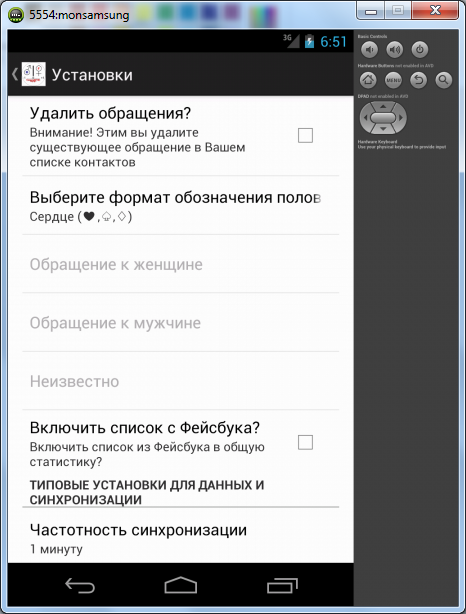 5554:monsamsung
Basic Controls
3G 6:51
Hardware Buttons not enabled in AVD
Установки
MENU
DPAD not enabled in AVD
Удалить обращения?
Внимание! Этим вы удалите
существующее обращение в Вашем
списке контактов
Hardware Keyboard
Use your physical keyboard to provide input
Выберите формат обозначения полов
Сердце (♥,♤,♢)
Обращение к женщине
Обращение к мужчине
Неизвестно
Включить список с Фейсбука?
Включить список из Фейсбука в общую
статистику?
ТИПОВЫЕ УСТАНОВКИ ДЛЯ ДАННЫХ И
СИНХРОНИЗАЦИИ
Частотность синхронизации
1 минуту